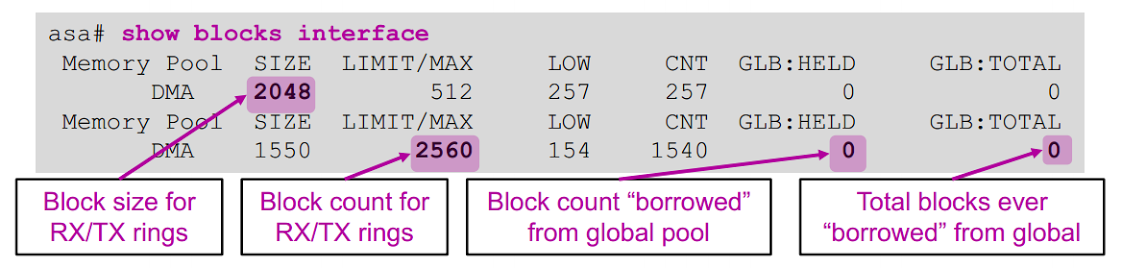 asa# show blocks interface
Memory Pool SIZE LIMIT/MAX LOW CNT GLB:HELD GLB:TOTAL
DMA 2048 512 257 257 0 0
Memory Pool SIZE LIMIT/MAX LOW CNT GLB:HELD GLB:TOTAL
DMA 1550 2560 154 1540 0 0
Block size for
RX/TX rings
Block count for
RX/TX rings
Block count “borrowed”
from global pool
Total blocks ever
“borrowed” from global